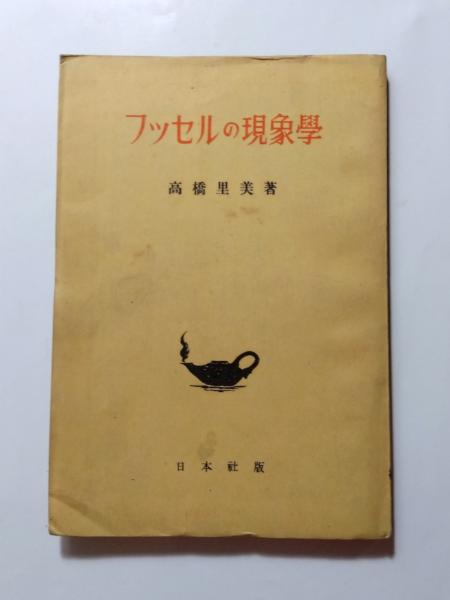 フッセルの現象學
高橋里美著
日本社版